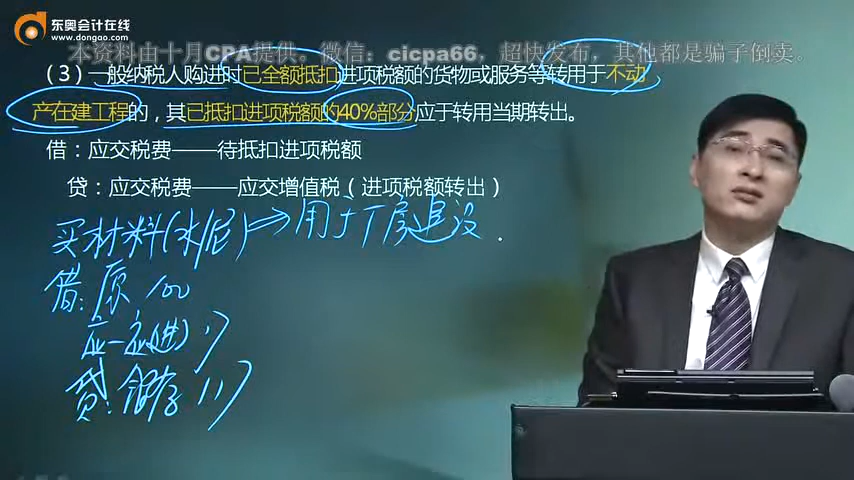 东奥会计在线
www.dongao.com
本资料由十月CPA提供。微信：cicpa66，超快发布，其他都是骗子倒卖。
（3）一般纳税人购进时已全额抵扣进项税额的货物或服务等转用于不动
产在建工程的，其已抵扣进项税额的40%部分应于转用当期转出。
借：应交税费——待抵扣进项税额
贷：应交税费——应交增值税（进项税额转出）
买材料(水泥)→用于厂房建设.
借：原 100
应一应(进) 17
贷：银存 117